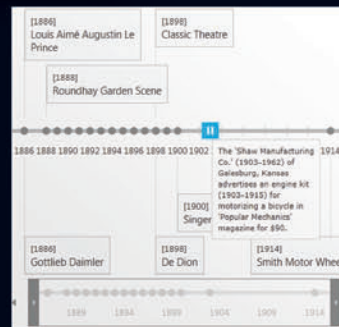 [1886]
Louis Aimé Augustin Le
Prince
[1898]
Classic Theatre
[1888]
Roundhay Garden Scene
1886 1888 1890 1892 1894 1896 1898 1900 1902
1914
The 'Shaw Manufacturing
Co.' (1903-1962) of
Galesburg, Kansas
advertises an engine kit
(1903-1915) for
motorizing a bicycle in
'Popular Mechanics'
magazine for $90.
[1900]
Singer
[1886]
Gottlieb Daimler
[1898]
De Dion
[1914]
Smith Motor Whee
1889 1894 1899 1904 1909 1914